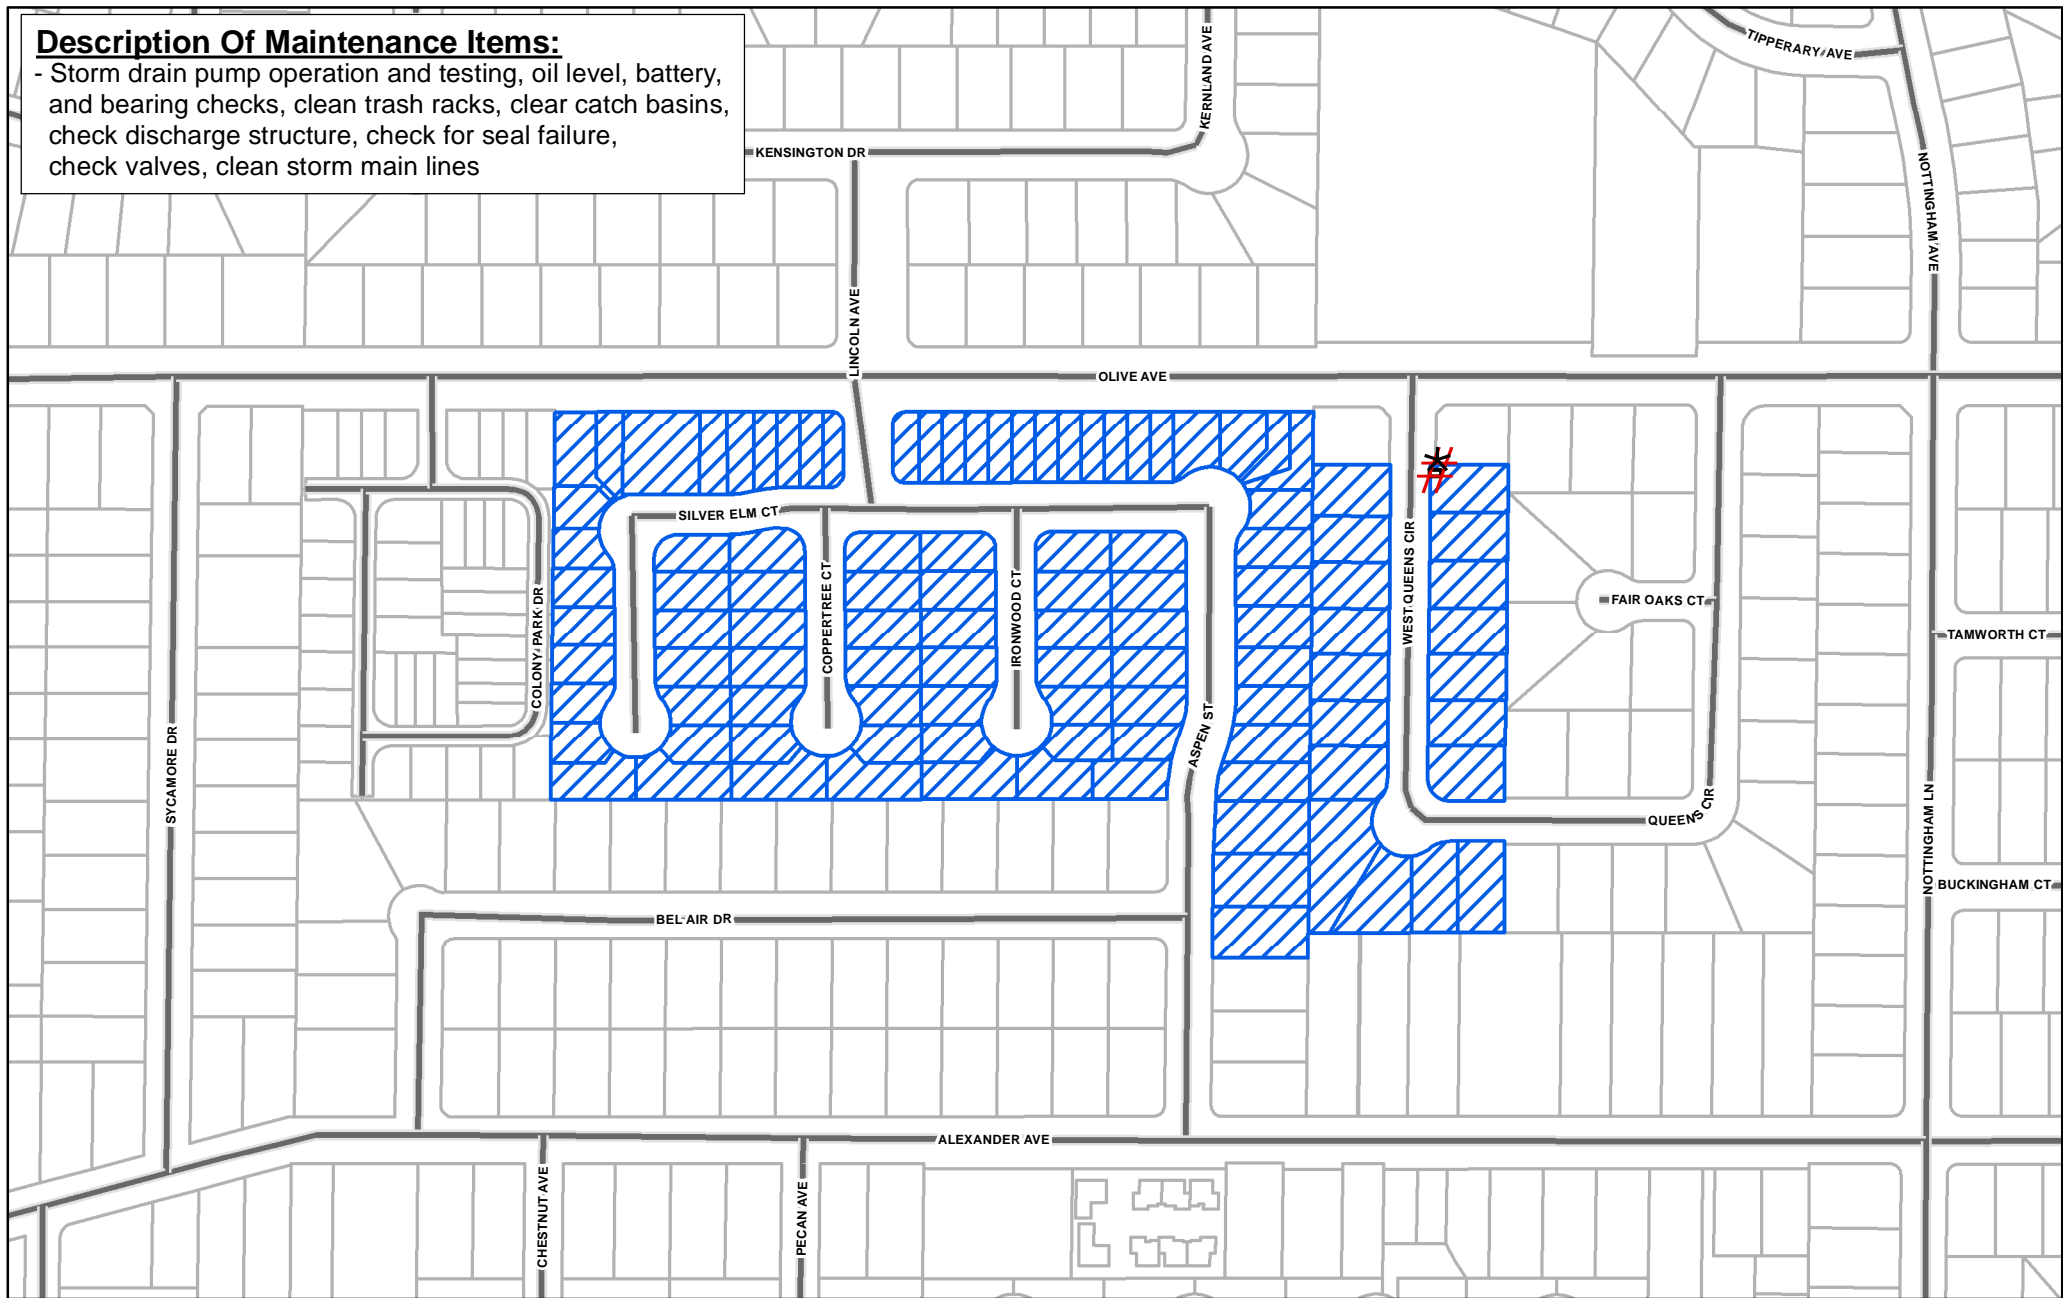 Description Of Maintenance Items:
- Storm drain pump operation and testing, oil level, battery,
and bearing checks, clean trash racks, clear catch basins,
check discharge structure, check for seal failure,
check valves, clean storm main lines
KERNLAND AVE
TIPPERARY AVE
KENSINGTON DR
NOTTINGHAM AVE
LINCOLN AVE
OLIVE AVE
SILVER ELM CT
COPPERTREE CT
IRONWOOD CT
WEST QUEENS CIR
COLONY PARK DR
FAIR OAKS CT
TAMWORTH CT
SYCAMORE DR
ASPEN ST
QUEENS CIR
NOTTINGHAM LN
BUCKINGHAM CT
BEL AIR DR
ALEXANDER AVE
CHESTNUT AVE
PECAN AVE